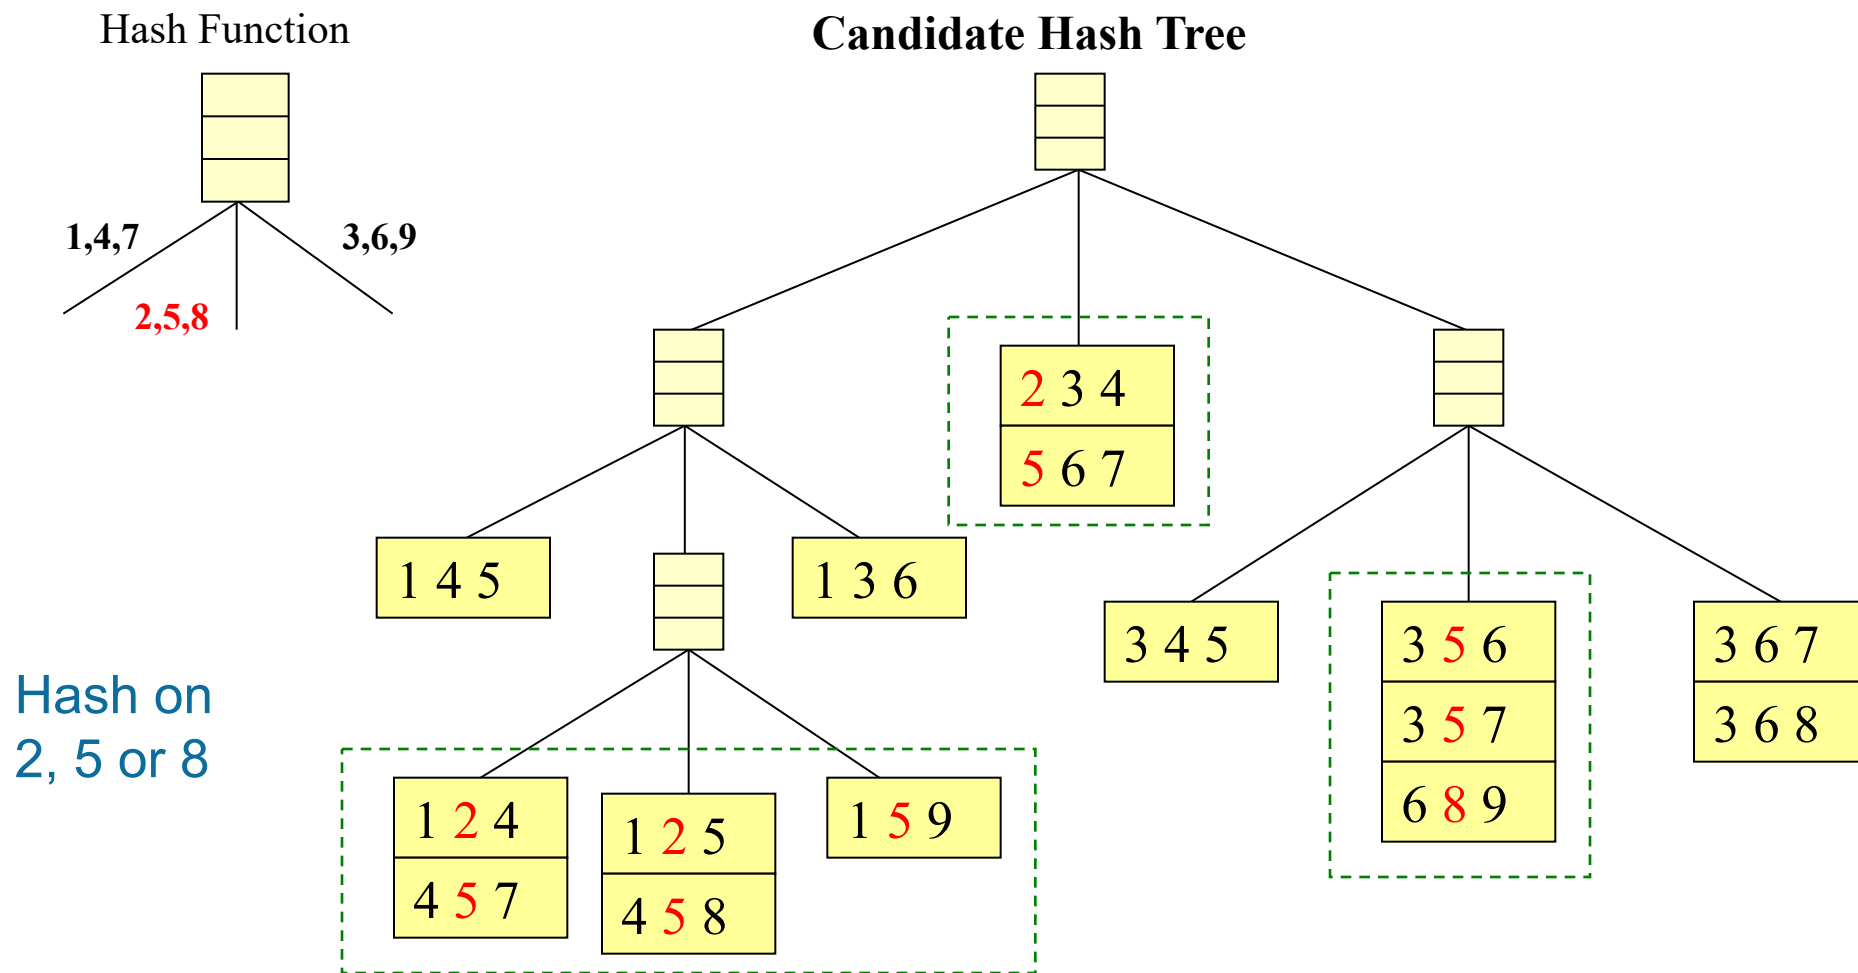 Hash Function
Candidate Hash Tree
1,4,7
3,6,9
2,5,8
2 3 4
5 6 7
1 4 5
1 3 6
3 4 5
3 5 6
3 5 7
6 8 9
3 6 7
3 6 8
Hash on
2, 5 or 8
1 2 4
4 5 7
1 2 5
4 5 8
1 5 9